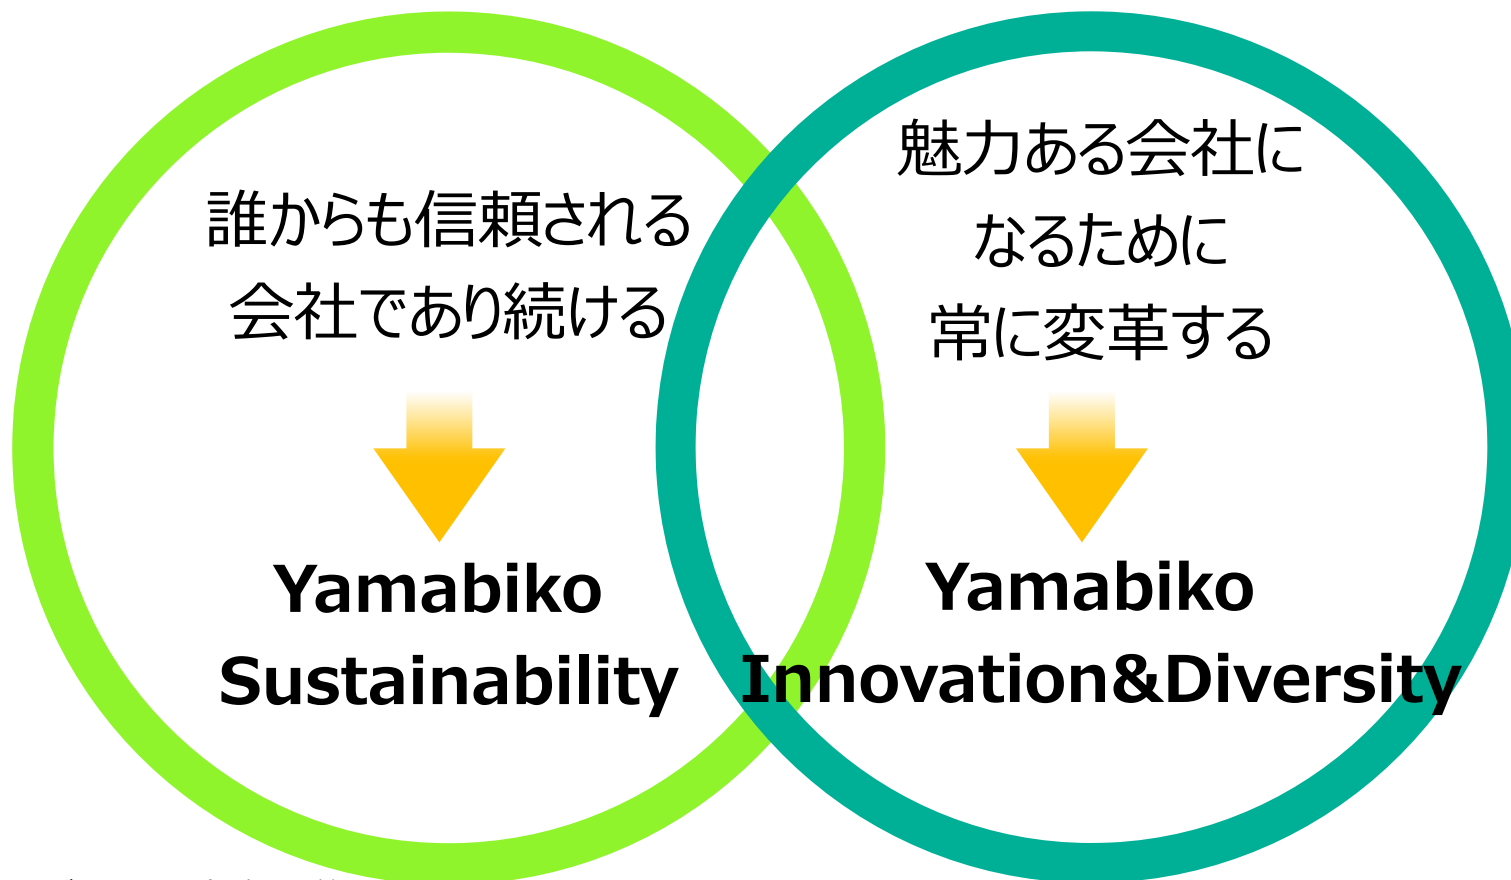 誰からも信頼される
会社であり続ける
Yamabiko
Sustainability
魅力ある会社に
なるために
常に変革する
Yamabiko
Innovation&Diversity